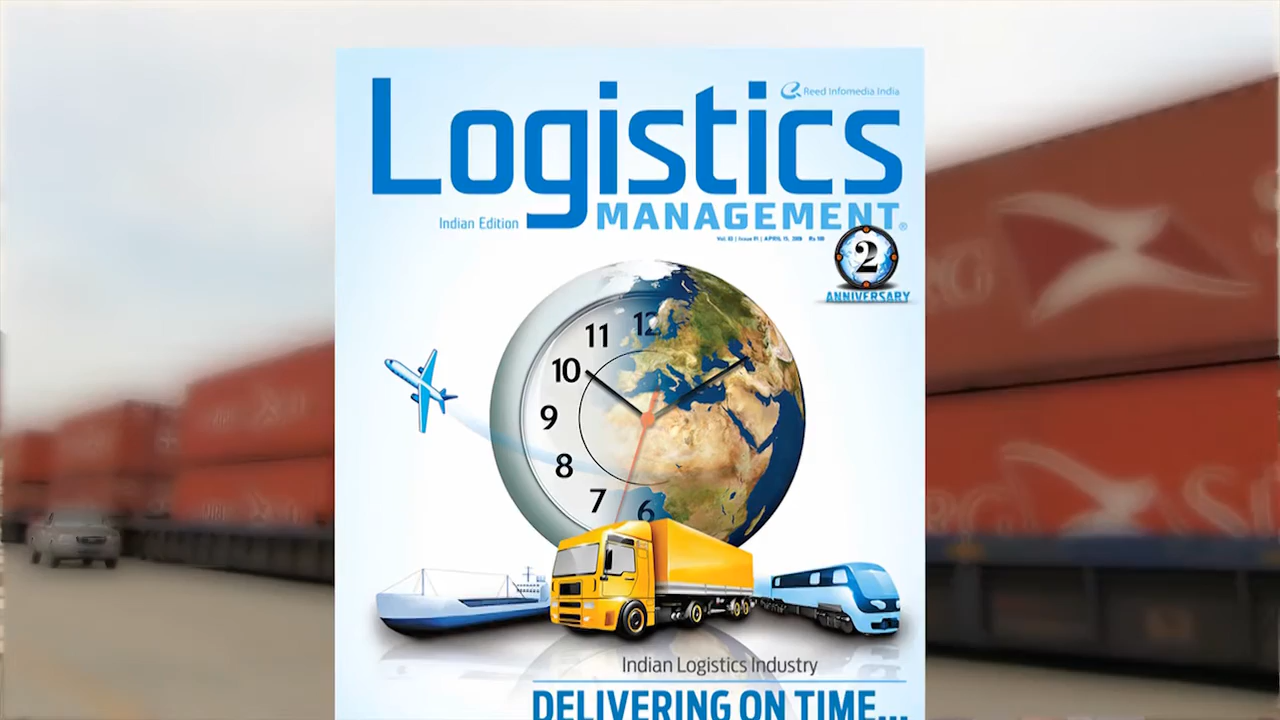 Reed Infomedia India
Logistics
Indian Edition
MANAGEMENT®
2
ANNIVERSARY
12
11
10
9
8
7
6
Indian Logistics Industry
DELIVERING ON TIME...